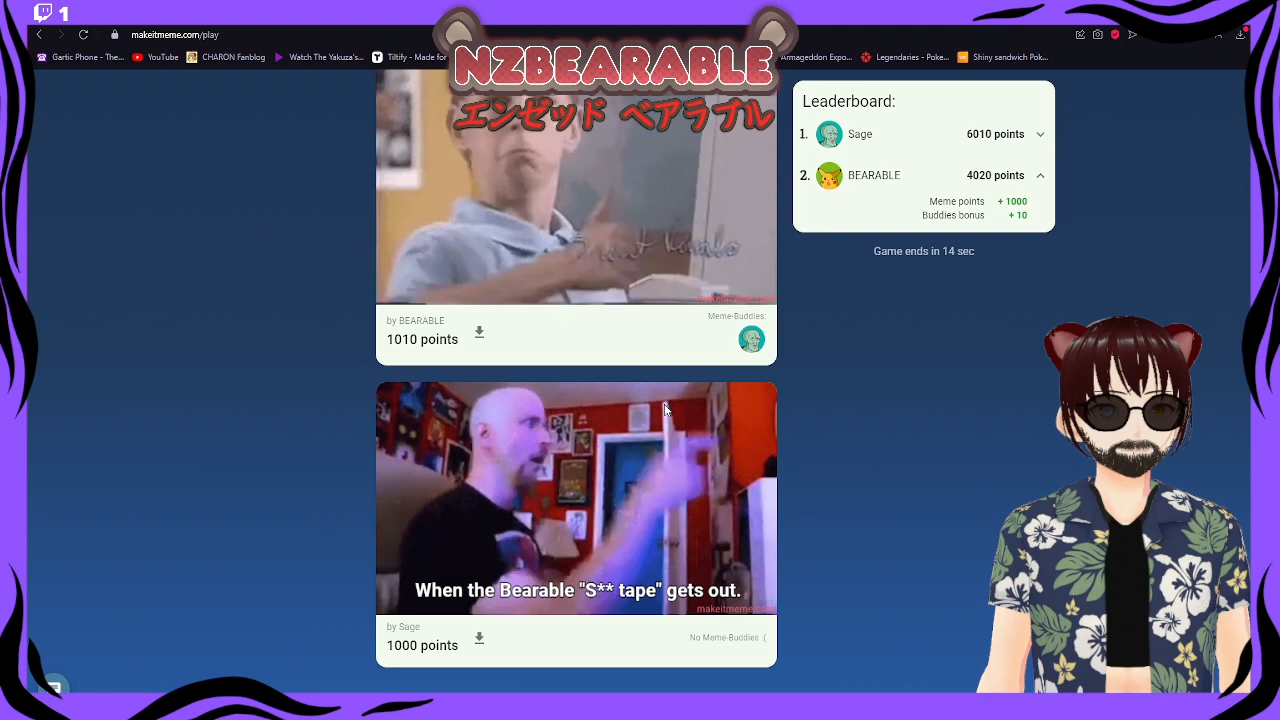 1
makeitmeme.com/play
Gartic Phone - The...
YouTube
CHARON Fanblog
Watch The Yakuza's...
Tiltify - Made for
Armageddon Expo...
Legendaries - Poke...
Shiny sandwich Pok...
NZBEARABLE
エンゼッド ベアラブル
Leaderboard:
1. Sage 6010 points
2. BEARABLE 4020 points
Meme points + 1000
Buddies bonus + 10
Game ends in 14 sec
by BEARABLE
1010 points
Meme-Buddies:
When the Bearable "S** tape" gets out.
makeitmeme.com
by Sage
1000 points
No Meme-Buddies :(